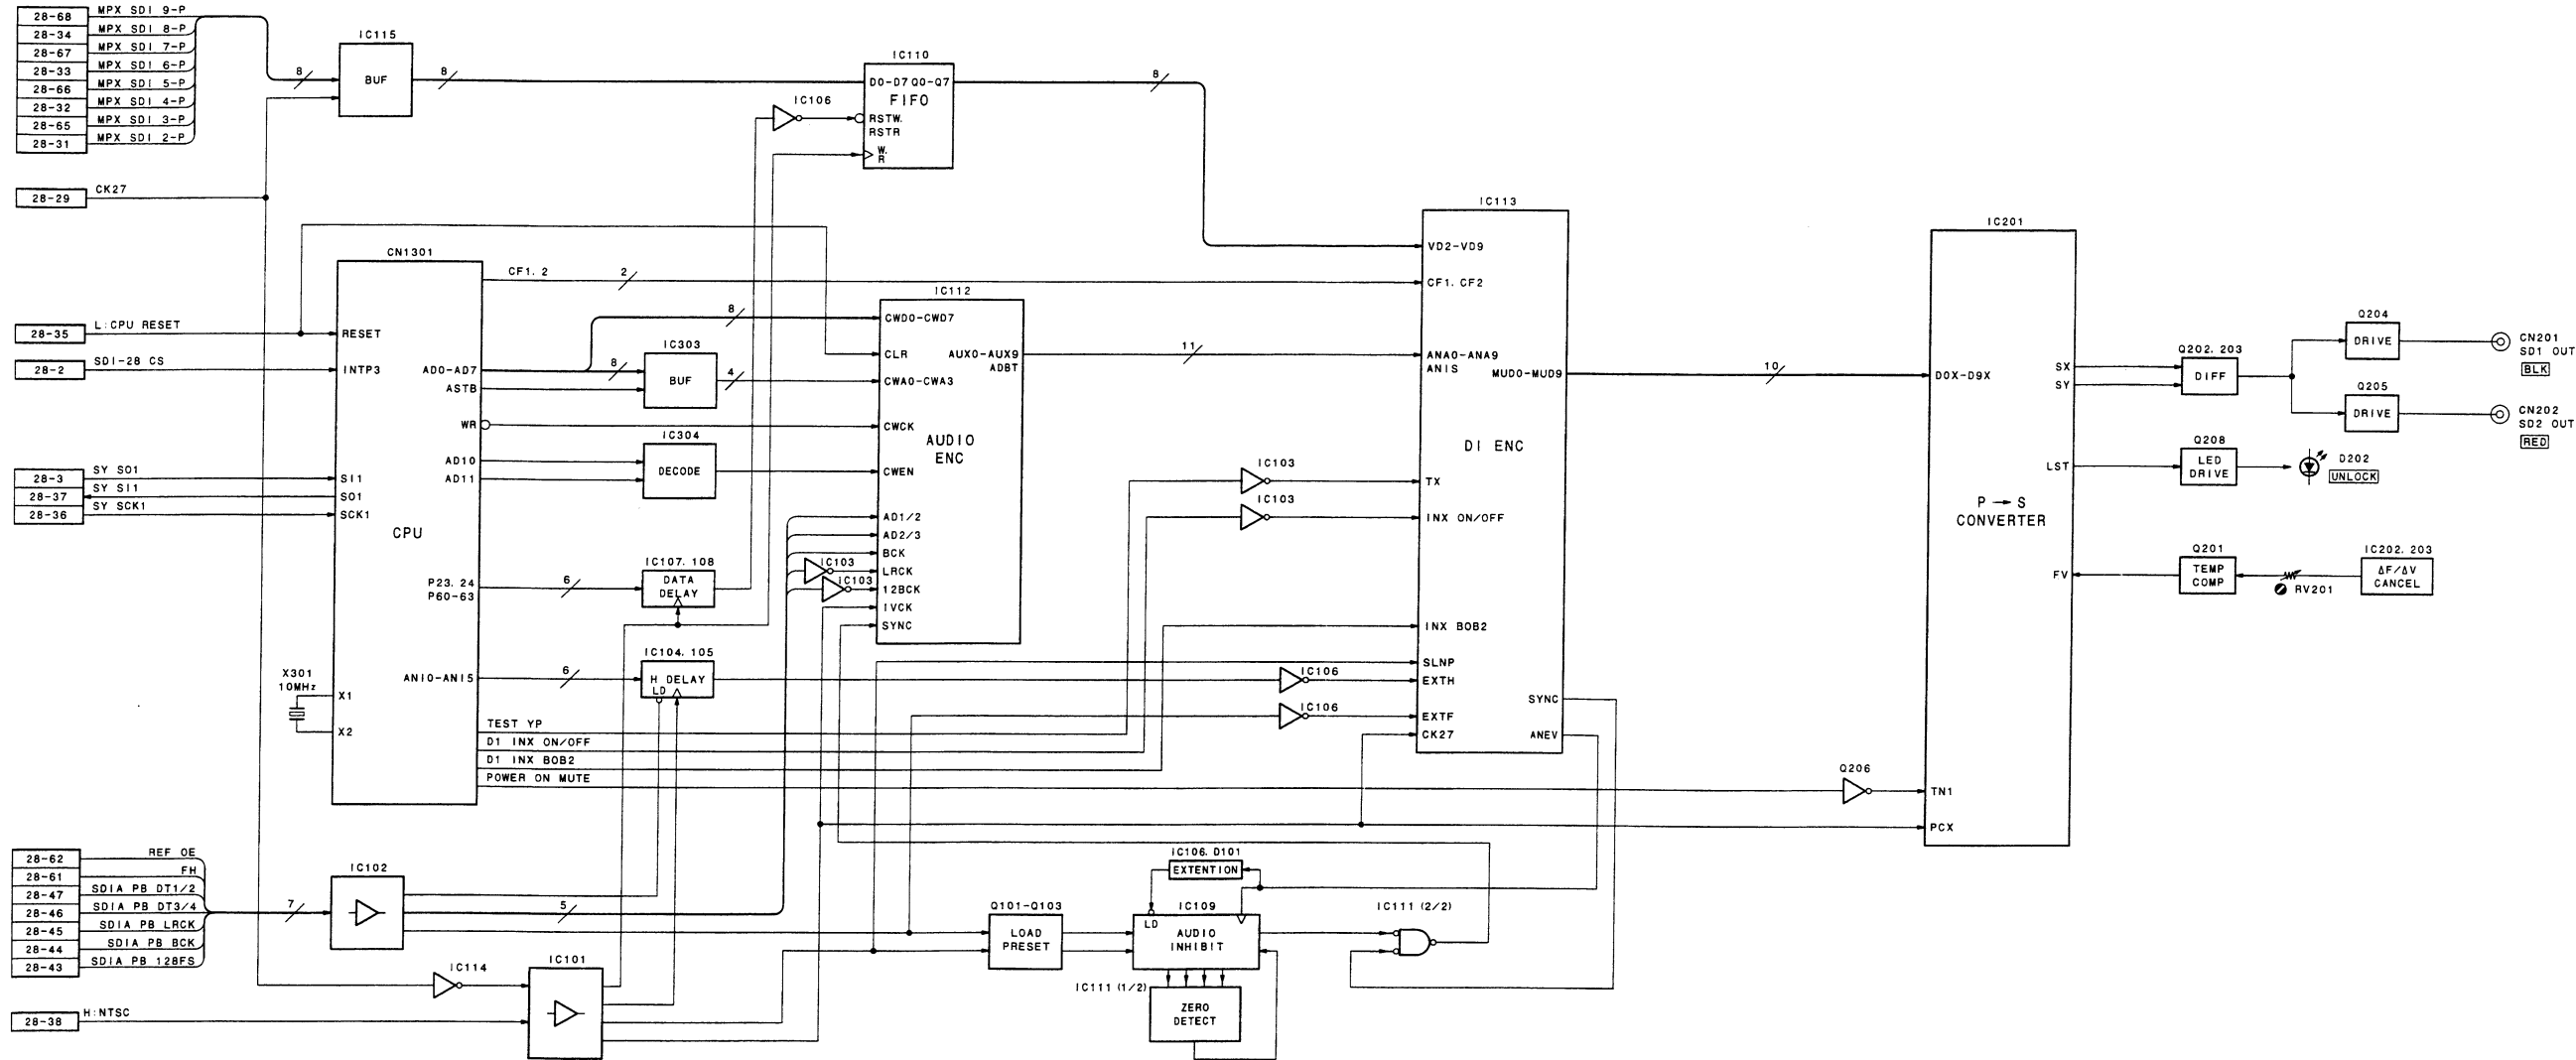 28-68 MPX SDI 9-P
28-34 MPX SDI 8-P
28-67 MPX SDI 7-P
28-33 MPX SDI 6-P
28-66 MPX SDI 5-P
28-32 MPX SDI 4-P
28-65 MPX SDI 3-P
28-31 MPX SDI 2-P
8
IC115
BUF
8
IC110
D0-D7 Q0-Q7
FIFO
RSTW.
RSTR
W.
R
IC106
8
28-29 CK27
28-35 L:CPU RESET
28-2 SDI-28 CS
28-3 SY SO1
28-37 SY SI1
28-36 SY SCK1
CN1301
RESET
INTP3
AD0-AD7
ASTB
WR
AD10
AD11
SI1
SO1
SCK1
CPU
P23. 24
P60-63
ANI0-ANI5
X1
X2
X301
10MHz
CF1. 2
2
8
8
IC303
BUF
4
IC304
DECODE
6
IC107. 108
DATA
DELAY
6
IC104. 105
H DELAY
LD
TEST YP
D1 INX ON/OFF
D1 INX BOB2
POWER ON MUTE
IC112
CWD0-CWD7
CLR
AUX0-AUX9
ADBT
CWA0-CWA3
CWCK
AUDIO
ENC
CWEN
AD1/2
AD2/3
BCK
IC103
LRCK
IC103
12BCK
IVCK
SYNC
11
IC103
IC103
IC106
IC106
IC113
VD2-VD9
CF1. CF2
ANA0-ANA9
ANIS
MUD0-MUD9
DI ENC
TX
INX ON/OFF
INX BOB2
SLNP
EXTH
SYNC
EXTF
CK27
ANEV
10
IC201
D0X-D9X
SX
SY
LST
P → S
CONVERTER
FV
TN1
PCX
Q206
Q202. 203
DIFF
Q204
DRIVE
CN201
SD1 OUT
BLK
Q205
DRIVE
CN202
SD2 OUT
RED
Q208
LED
DRIVE
D202
UNLOCK
Q201
TEMP
COMP
RV201
IC202. 203
ΔF/ΔV
CANCEL
28-62 REF OE
28-61 FH
28-47 SDIA PB DT1/2
28-46 SDIA PB DT3/4
28-45 SDIA PB LRCK
28-44 SDIA PB BCK
28-43 SDIA PB 128FS
7
IC102
5
IC114
IC101
28-38 H:NTSC
Q101-Q103
LOAD
PRESET
IC106. D101
EXTENTION
IC109
LD
AUDIO
INHIBIT
IC111 (1/2)
ZERO
DETECT
IC111 (2/2)